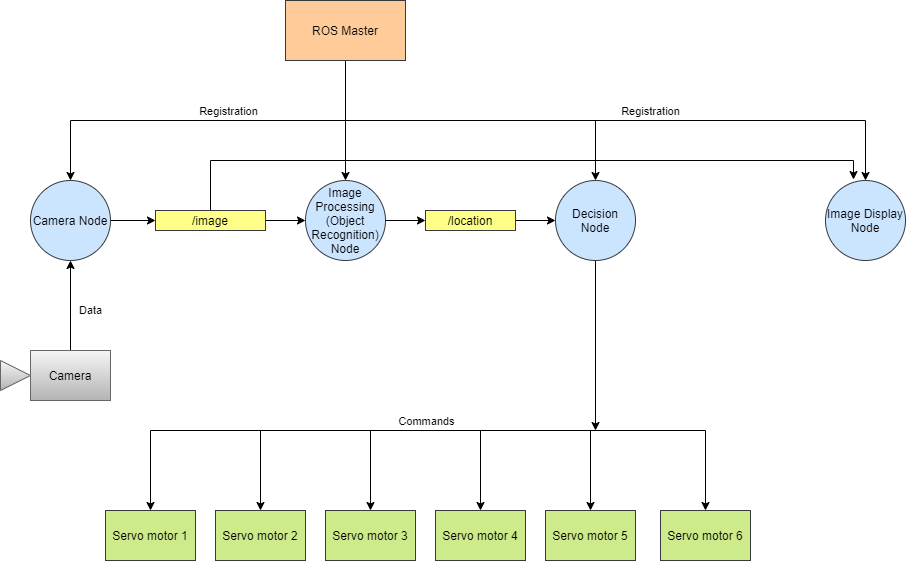 ROS Master
Registration
Registration
Camera Node
/image
Image
Processing
(Object
Recognition)
Node
/location
Decision
Node
Image Display
Node
Data
Camera
Commands
Servo motor 1
Servo motor 2
Servo motor 3
Servo motor 4
Servo motor 5
Servo motor 6